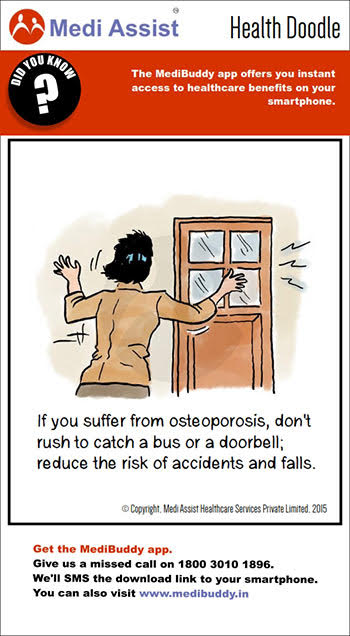 Medi Assist
Health Doodle
DID YOU KNOW
?
The MediBuddy app offers you instant
access to healthcare benefits on your
smartphone.
If you suffer from osteoporosis, don't
rush to catch a bus or a doorbell;
reduce the risk of accidents and falls.
© Copyright, Medi Assist Healthcare Services Private Limited, 2015
Get the MediBuddy app.
Give us a missed call on 1800 3010 1896.
We'll SMS the download link to your smartphone.
You can also visit www.medibuddy.in